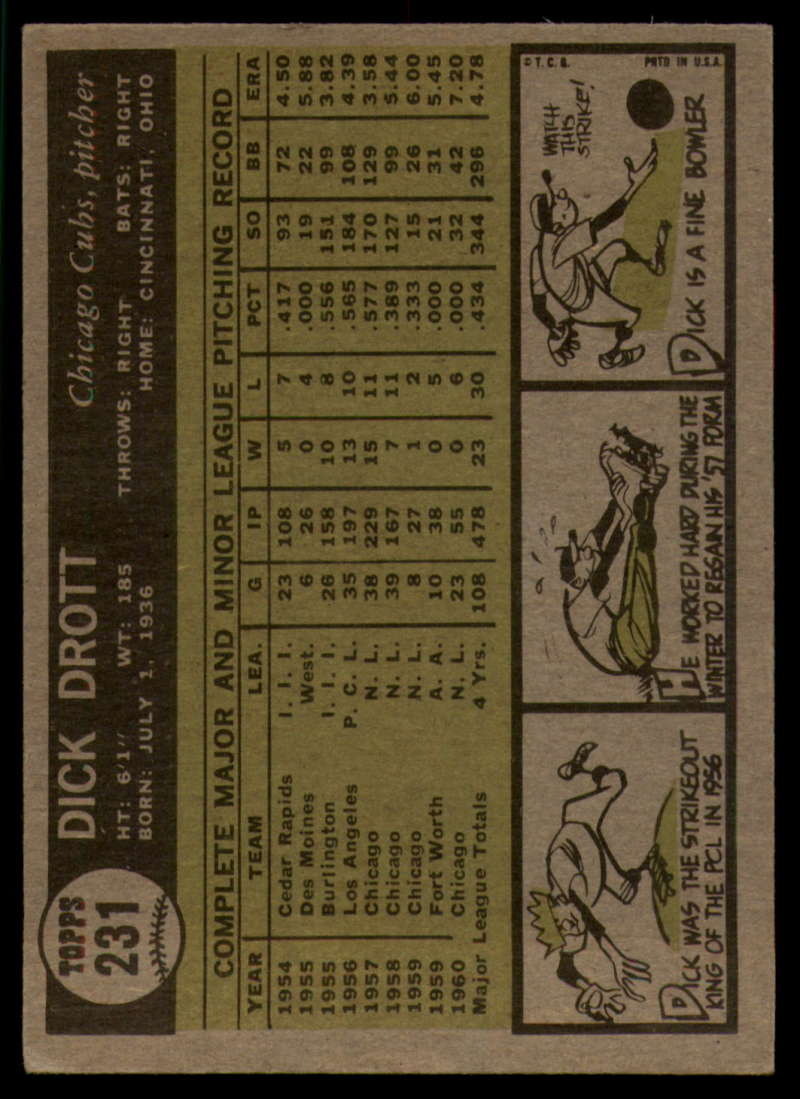 TOPPS
231
DICK DROTT
Chicago Cubs, pitcher
HT: 6'1" WT: 185 THROWS: RIGHT BATS: RIGHT
BORN: JULY 1, 1936 HOME: CINCINNATI, OHIO
COMPLETE MAJOR AND MINOR LEAGUE PITCHING RECORD
YEAR TEAM LEA. G IP W L PCT SO BB ERA
1954 Cedar Rapids I. I. I. 23 108 5 7 .417 93 72 4.50
1955 Des Moines West. 6 26 0 4 .000 19 22 5.88
1955 Burlington I. I. I. 26 158 10 8 .556 151 99 3.82
1956 Los Angeles P. C. L. 35 197 13 10 .565 184 108 4.39
1957 Chicago N. L. 38 229 15 11 .577 170 129 3.58
1958 Chicago N. L. 39 167 7 11 .389 127 99 5.44
1959 Chicago N. L. 8 27 1 2 .333 15 26 6.00
1959 Fort Worth A. A. 10 38 0 5 .000 21 31 5.45
1960 Chicago N. L. 23 55 0 6 .000 32 42 7.20
Major League Totals 4 Yrs. 108 478 23 30 .434 344 296 4.78
DICK WAS THE STRIKEOUT
KING OF THE PCL IN 1956
HE WORKED HARD DURING THE
WINTER TO REGAIN HIS '57 FORM
© T. C. G. PRTD IN U.S.A.
WATCH
THIS
STRIKE!
DICK IS A FINE BOWLER